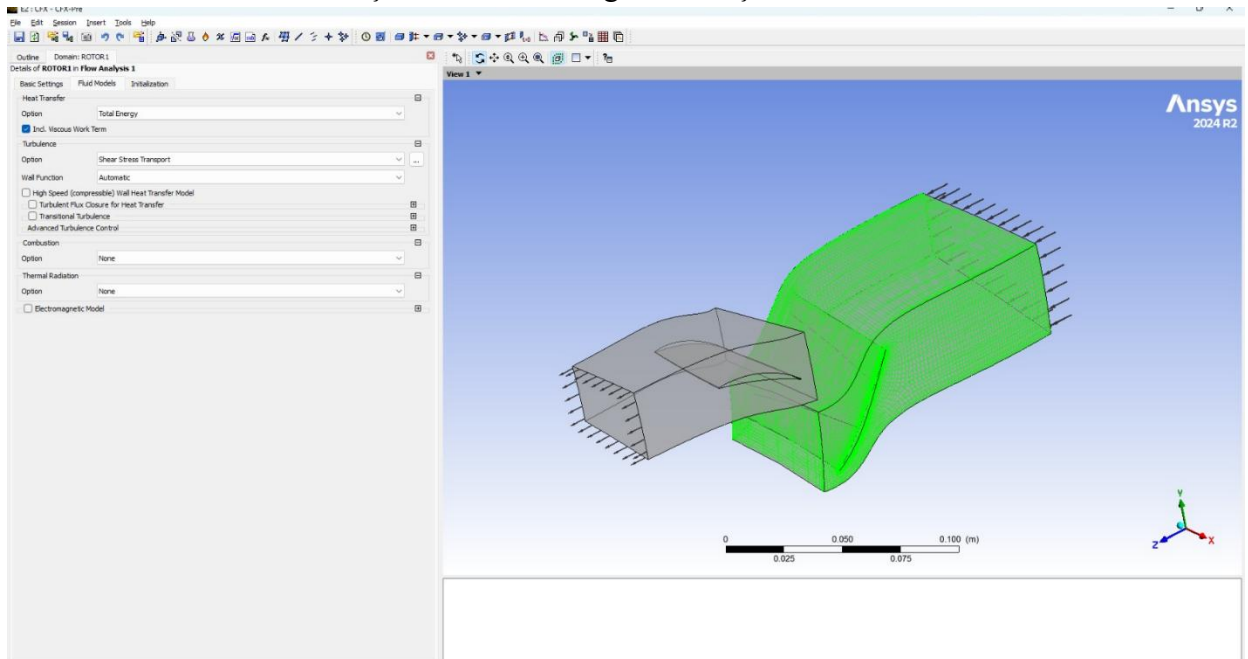 E2 : CFX - CFX-Pre
File Edit Session Insert Tools Help
Outline Domain: ROTOR1
Details of ROTOR1 in Flow Analysis 1
Basic Settings Fluid Models Initialization
Heat Transfer
Option Total Energy
Incl. Viscous Work Term
Turbulence
Option Shear Stress Transport
...
Wall Function Automatic
High Speed (compressible) Wall Heat Transfer Model
Turbulent Flux Closure for Heat Transfer
Transitional Turbulence
Advanced Turbulence Control
Combustion
Option None
Thermal Radiation
Option None
Electromagnetic Model
View 1
Ansys
2024 R2
0 0.050 0.100 (m)
0.025 0.075
Y
Z X